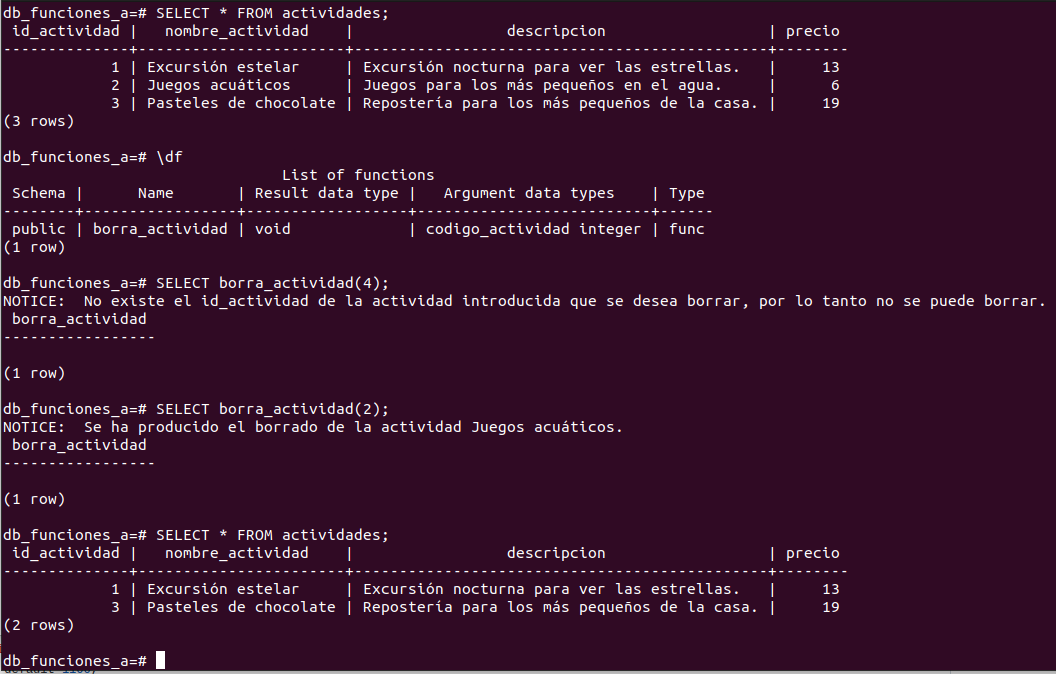 db_funciones_a=# SELECT * FROM actividades;
 id_actividad |   nombre_actividad    |                 descripcion                  | precio
--------------+-----------------------+----------------------------------------------+--------
            1 | Excursión estelar     | Excursión nocturna para ver las estrellas.   |     13
            2 | Juegos acuáticos      | Juegos para los más pequeños en el agua.     |      6
            3 | Pasteles de chocolate | Repostería para los más pequeños de la casa. |     19
(3 rows)

db_funciones_a=# \df
                               List of functions
 Schema |      Name       | Result data type |   Argument data types    | Type
--------+-----------------+------------------+--------------------------+------
 public | borra_actividad | void             | codigo_actividad integer | func
(1 row)

db_funciones_a=# SELECT borra_actividad(4);
NOTICE:  No existe el id_actividad de la actividad introducida que se desea borrar, por lo tanto no se puede borrar.
 borra_actividad
-----------------

(1 row)

db_funciones_a=# SELECT borra_actividad(2);
NOTICE:  Se ha producido el borrado de la actividad Juegos acuáticos.
 borra_actividad
-----------------

(1 row)

db_funciones_a=# SELECT * FROM actividades;
 id_actividad |   nombre_actividad    |                 descripcion                  | precio
--------------+-----------------------+----------------------------------------------+--------
            1 | Excursión estelar     | Excursión nocturna para ver las estrellas.   |     13
            3 | Pasteles de chocolate | Repostería para los más pequeños de la casa. |     19
(2 rows)

db_funciones_a=#